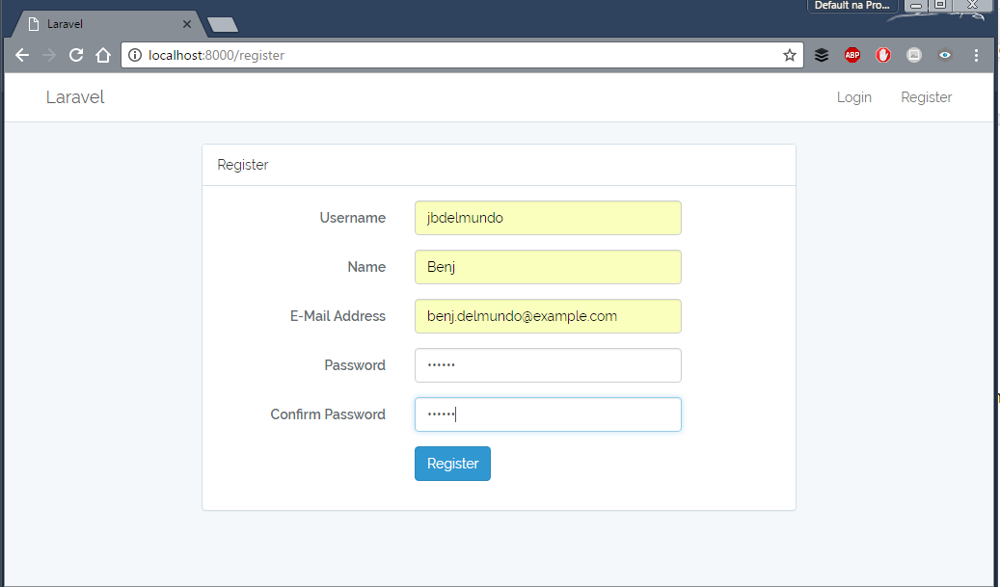 Default na Pro...
Laravel
localhost:8000/register
ABP
Laravel
Login Register
Register
Username jbdelmundo
Name Benj
E-Mail Address benj.delmundo@example.com
Password ••••••
Confirm Password ••••••
Register